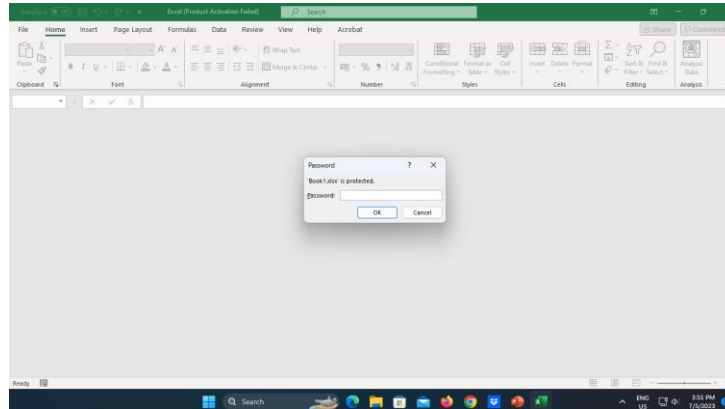 AutoSave Off Excel (Product Activation Failed) Search
File Home Insert Page Layout Formulas Data Review View Help Acrobat Share Comments
Paste
B I U
A A
Wrap Text
Merge & Center
% 9
Conditional Formatting
Format as Table
Cell Styles
Insert Delete Format
Sort & Filter
Find & Select
Analyze Data
Clipboard Font Alignment Number Styles Cells Editing Analysis
Password ?
'Book1.xlsx' is protected.
Password:
OK Cancel
Ready
Search
ENG US
3:51 PM
7/5/2023